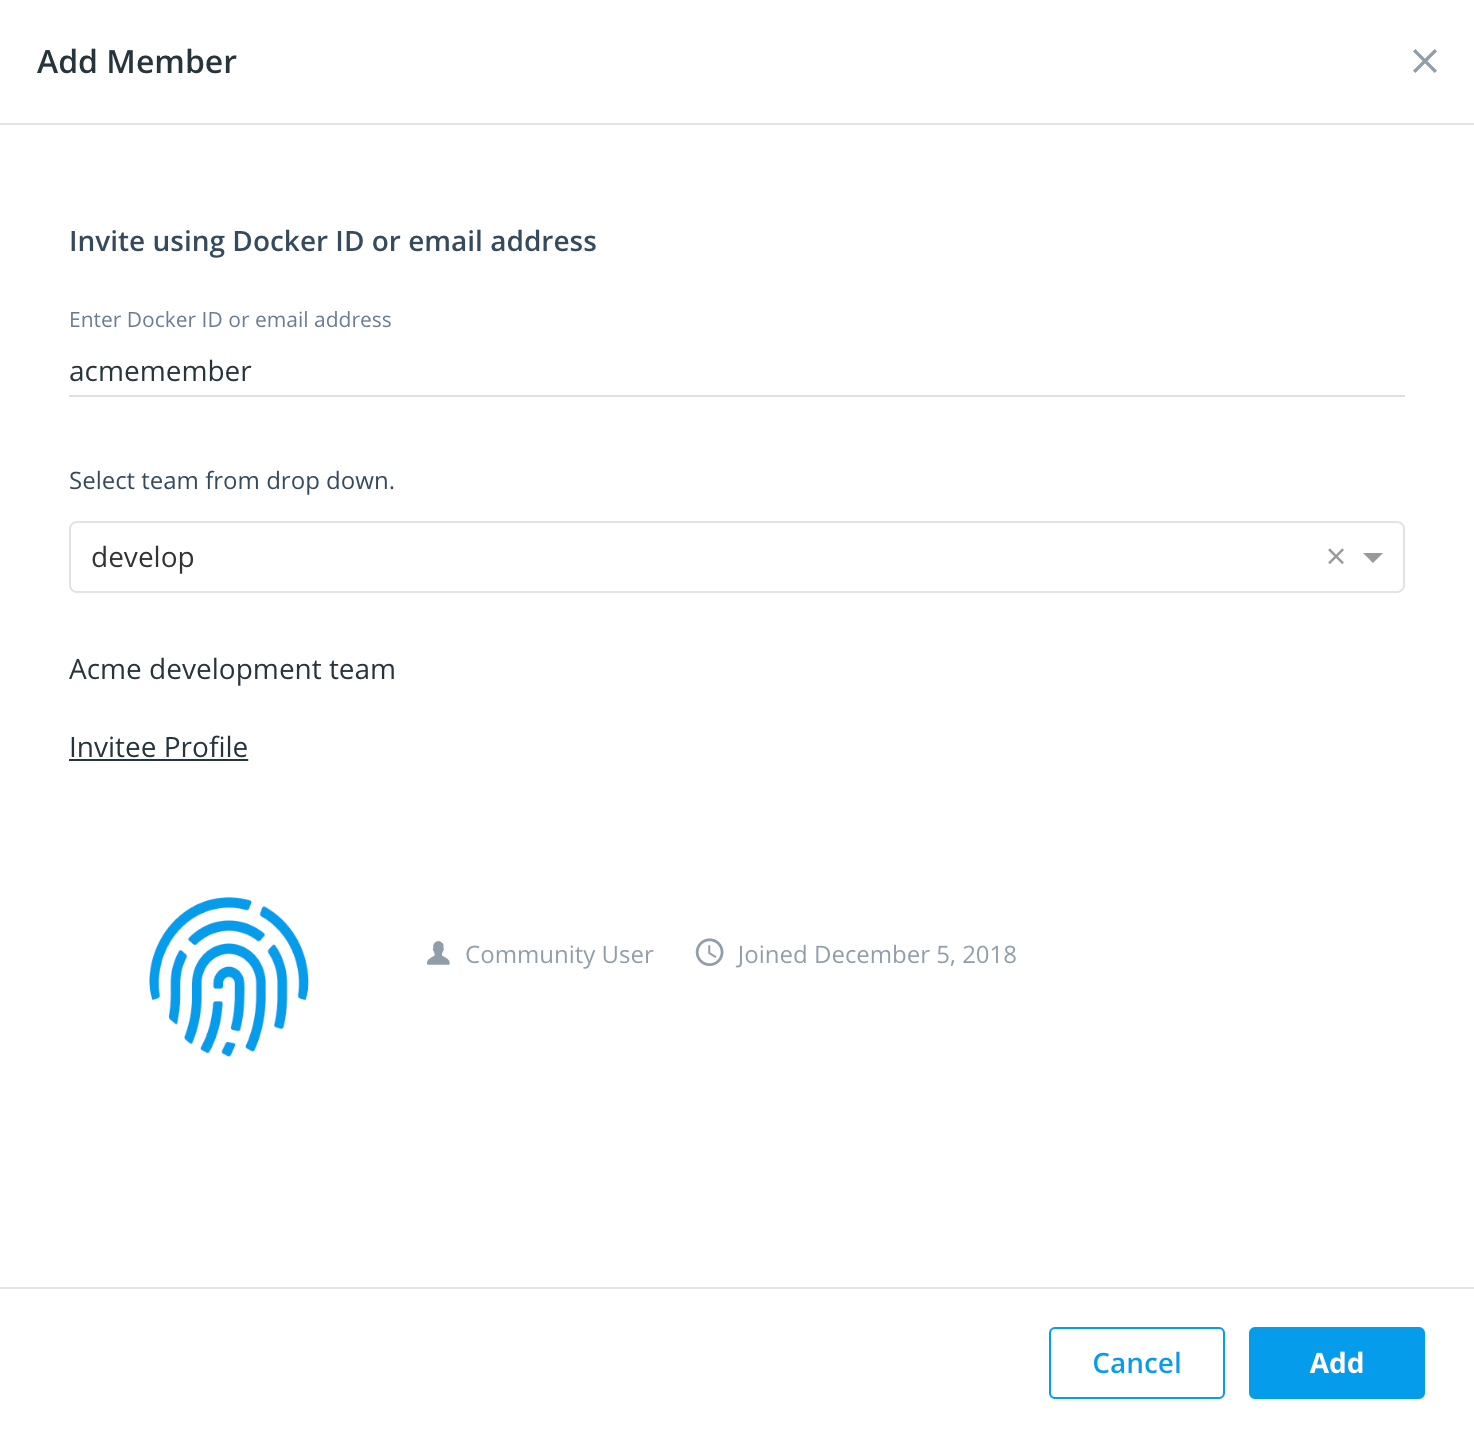 Add Member
Invite using Docker ID or email address
Enter Docker ID or email address
acmemember
Select team from drop down.
develop
Acme development team
Invitee Profile
Community User Joined December 5, 2018
Cancel Add